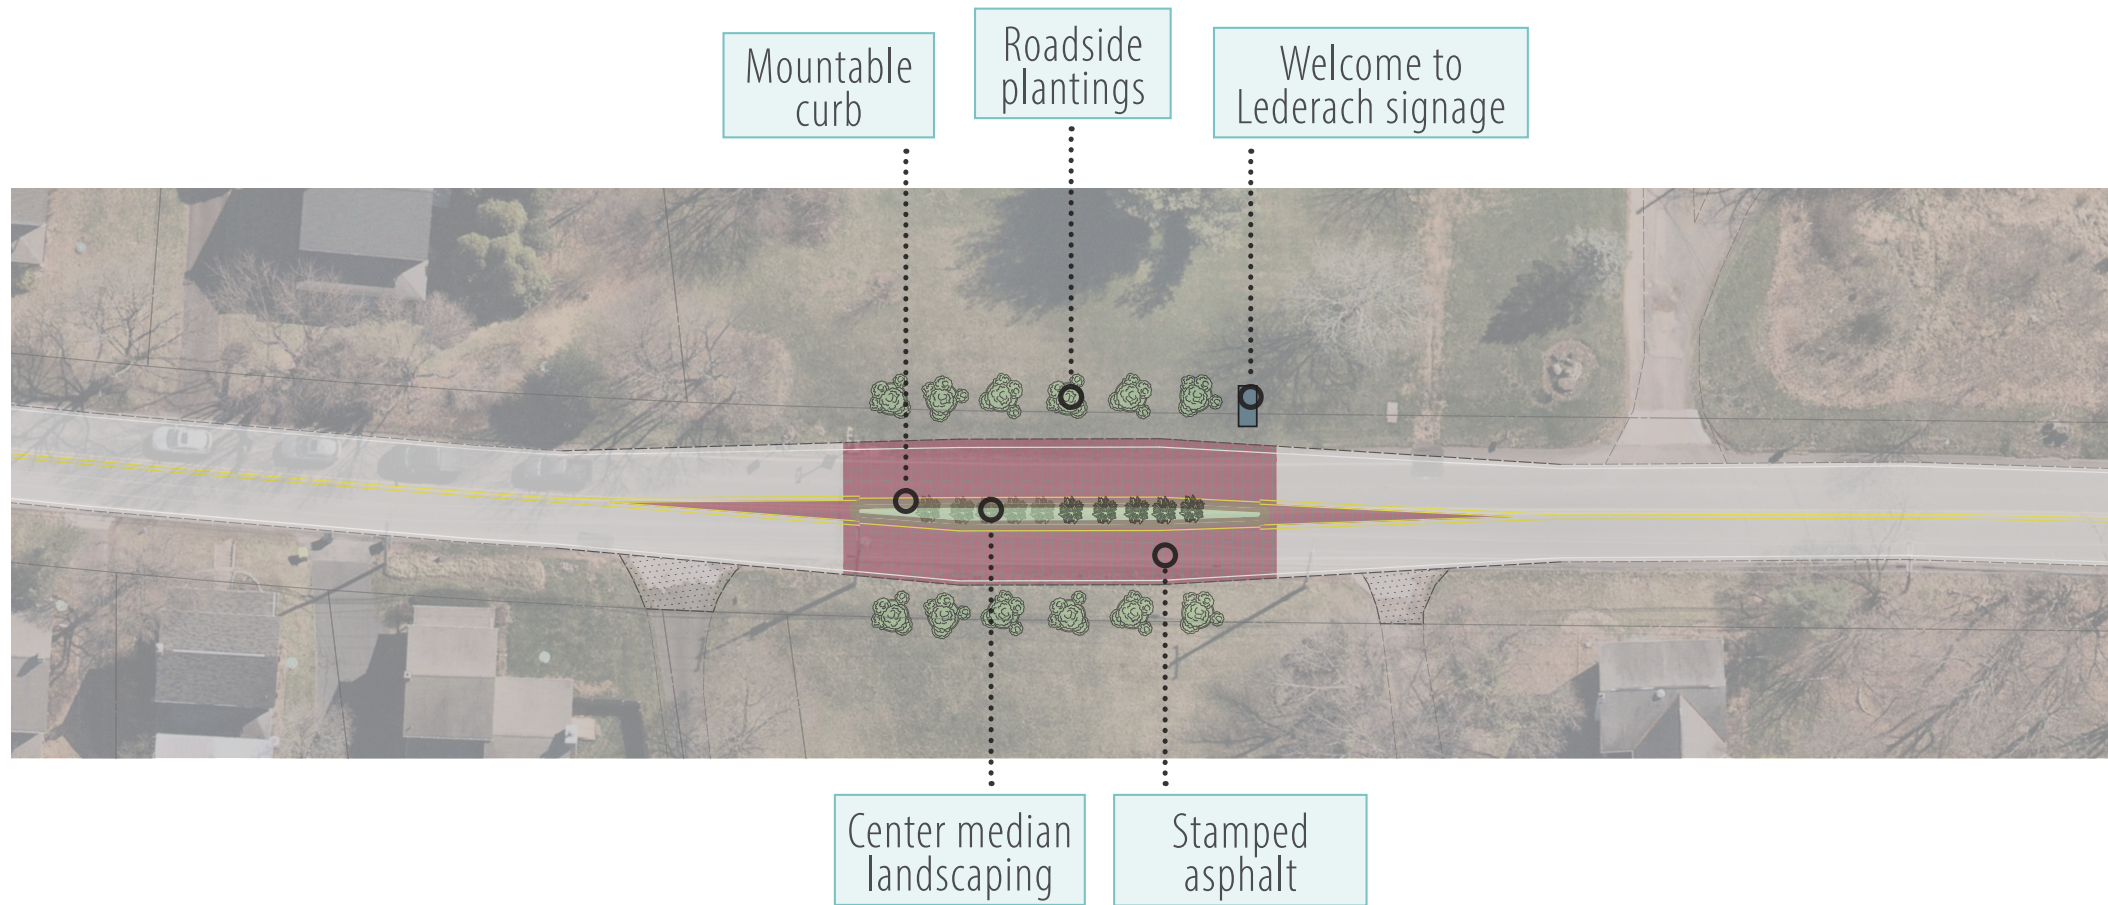 Mountable
curb
Roadside
plantings
Welcome to
Lederach signage
Center median
landscaping
Stamped
asphalt